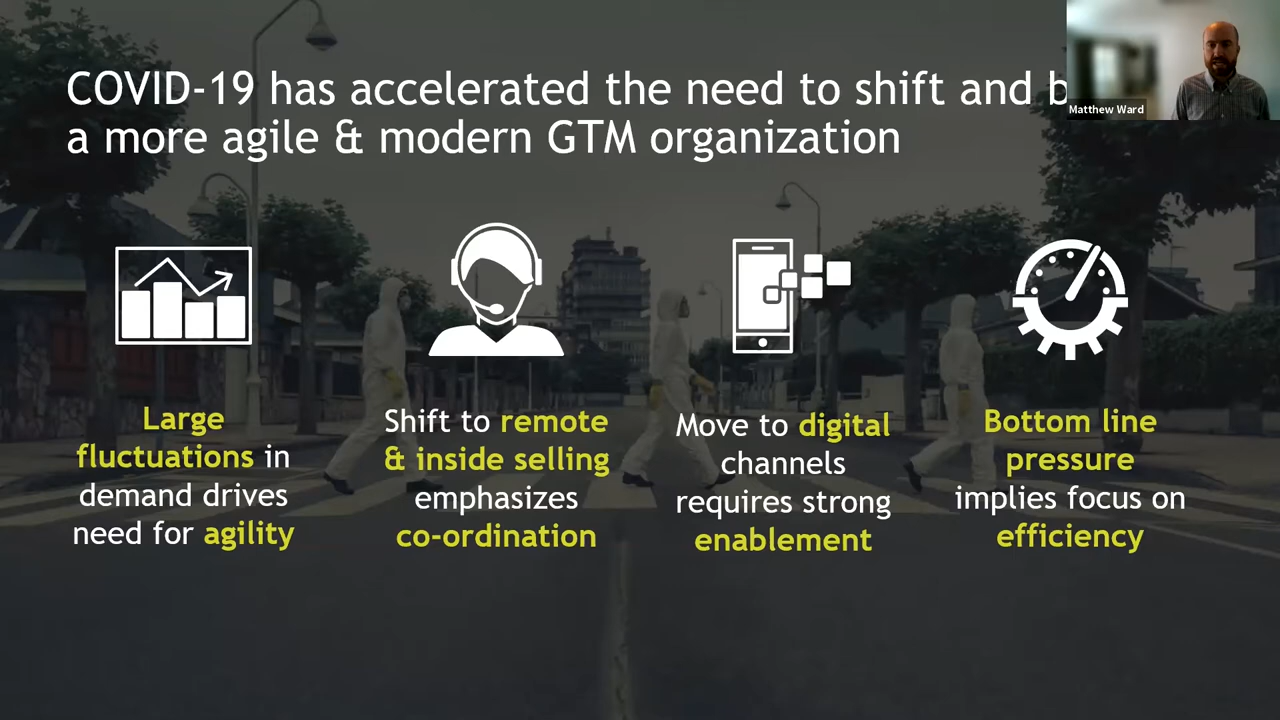 COVID-19 has accelerated the need to shift and
a more agile & modern GTM organization
Matthew Ward
Large
fluctuations in
demand drives
need for agility
Shift to remote
& inside selling
emphasizes
co-ordination
Move to digital
channels
requires strong
enablement
Bottom line
pressure
implies focus on
efficiency